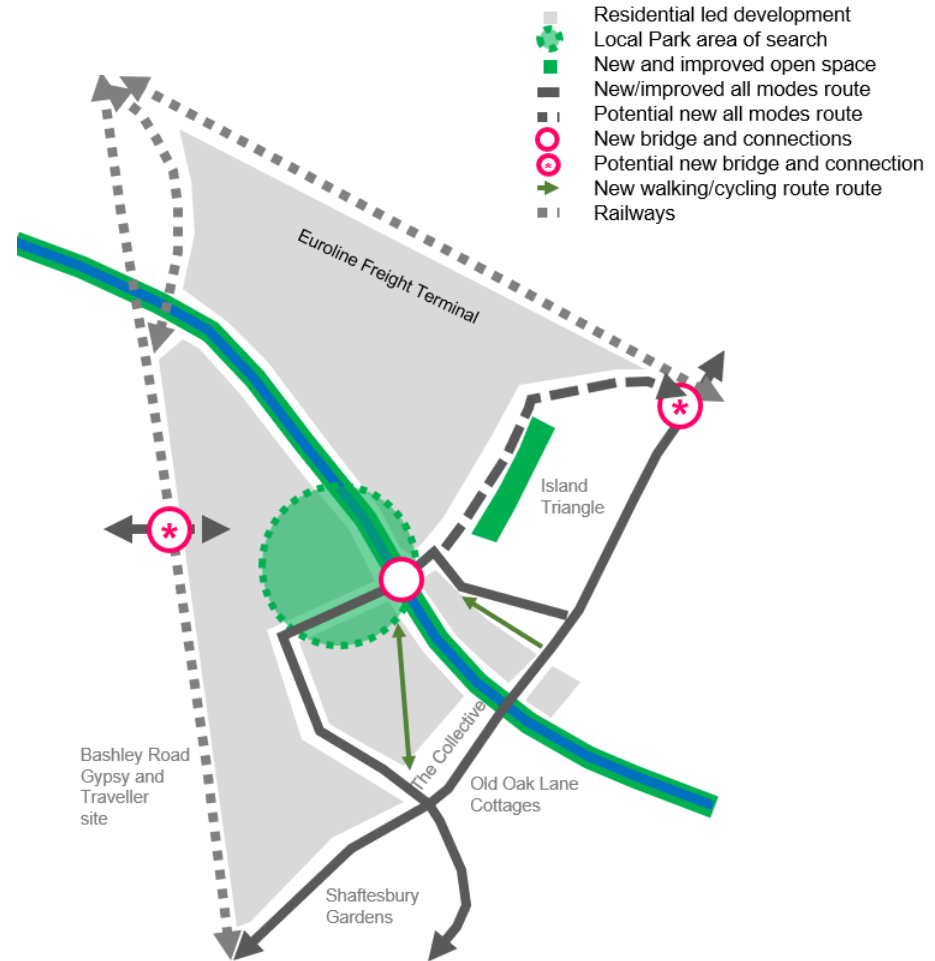 Residential led development
Local Park area of search
New and improved open space
New/improved all modes route
Potential new all modes route
New bridge and connections
Potential new bridge and connection
New walking/cycling route route
Railways
Euroline Freight Terminal
Island
Triangle
The Collective
Bashley Road
Gypsy and
Traveller
site
Old Oak Lane
Cottages
Shaftesbury
Gardens